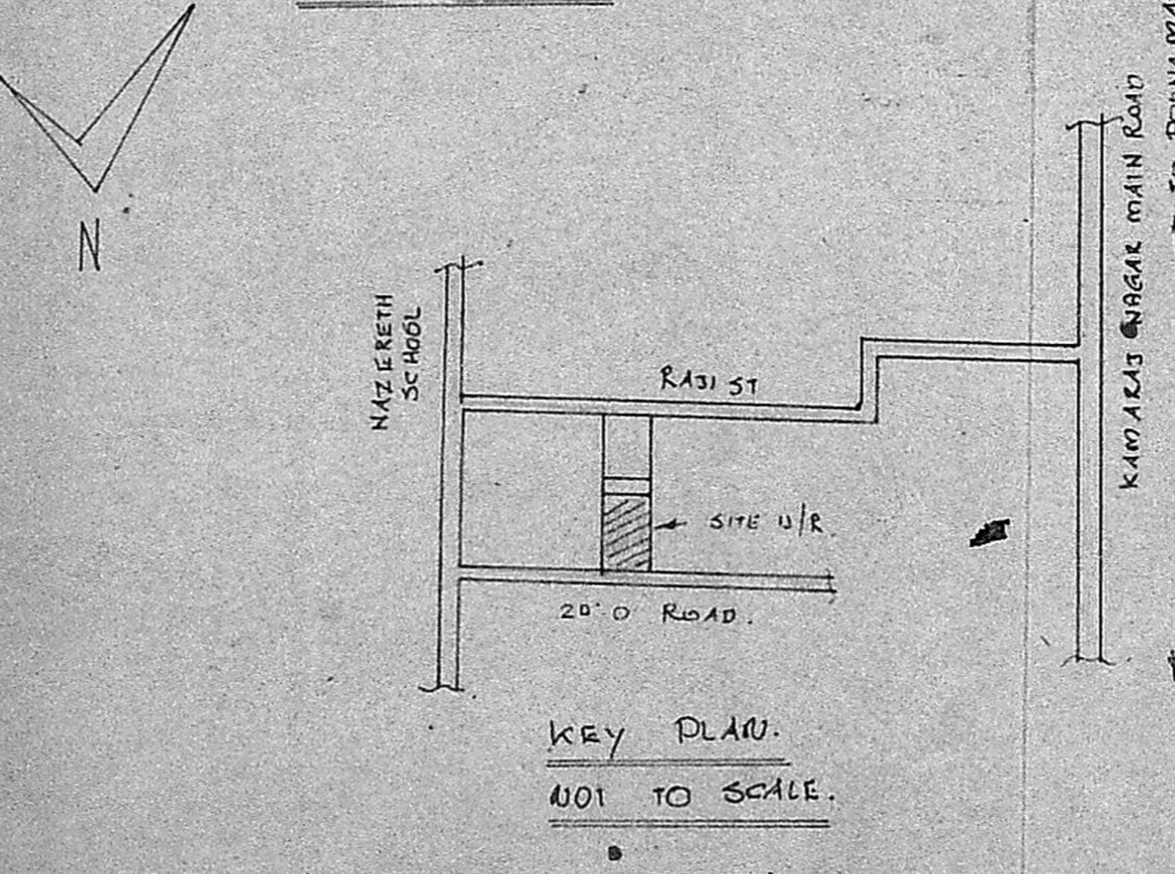 N
NAZERETH
SCHOOL
RAJI ST
SITE U/R.
20'0 ROAD.
KAMARAJ NAGAR MAIN ROAD
KEY PLAN.
NOT TO SCALE.